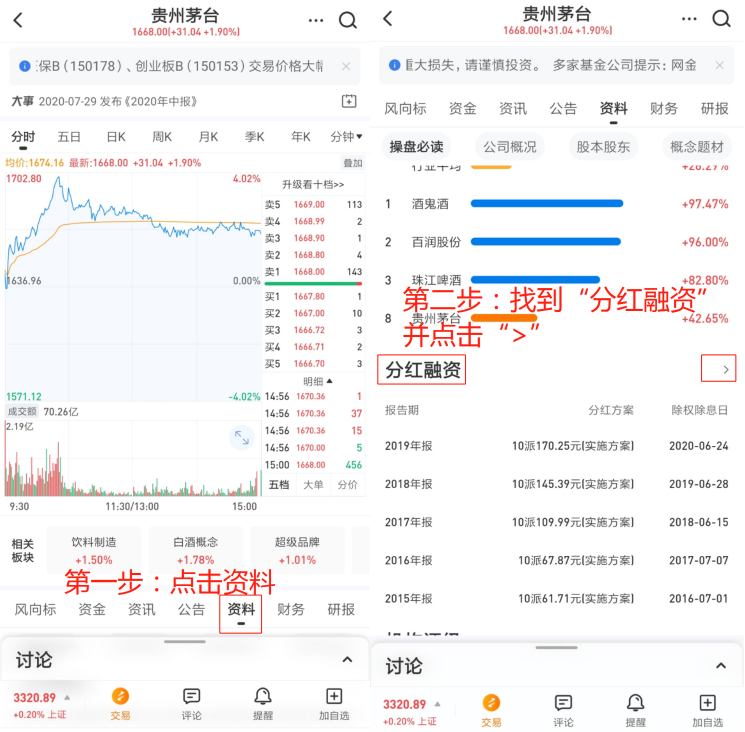 贵州茅台
1668.00(+31.04 +1.90%)
保B（150178）、创业板B（150153）交易价格大幅
大事 2020-07-29 发布《2020年中报》
分时 五日 日K 周K 月K 季K 年K 分钟
均价:1674.16 最新:1668.00 +31.04 +1.90% 叠加
1702.80 4.02%
1636.96 0.00%
1571.12 -4.02%
升级看十档>>
卖5 1669.00 113
卖4 1668.99 2
卖3 1668.90 1
卖2 1668.80 4
卖1 1668.00 143
买1 1667.80 1
买2 1667.00 10
买3 1666.72 3
买4 1666.71 2
买5 1666.70 3
明细
14:56 1670.36 1
14:56 1670.36 37
14:56 1670.36 15
14:56 1670.00 5
15:00 1668.00 456
五档 大单 分价
成交额 70.26亿
2.19亿
9:30 11:30/13:00 15:00
相关板块
饮料制造 白酒概念 超级品牌
+1.50% +1.78% +1.01%
第一步：点击资料
风向标 资金 资讯 公告 资料 财务 研报
讨论
3320.89
+0.20% 上证
交易 评论 提醒 加自选
贵州茅台
1668.00(+31.04 +1.90%)
重大损失，请谨慎投资。 多家基金公司提示：网金
风向标 资金 资讯 公告 资料 财务 研报
操盘必读 公司概况 股本股东 概念题材
行业平均 +28.27%
1 酒鬼酒 +97.47%
2 百润股份 +96.00%
3 珠江啤酒 +82.80%
8 贵州茅台 +42.65%
第二步：找到“分红融资”
并点击“>”
分红融资 >
报告期 分红方案 除权除息日
2019年报 10派170.25元(实施方案) 2020-06-24
2018年报 10派145.39元(实施方案) 2019-06-28
2017年报 10派109.99元(实施方案) 2018-06-15
2016年报 10派67.87元(实施方案) 2017-07-07
2015年报 10派61.71元(实施方案) 2016-07-01
讨论
3320.89
+0.20% 上证
交易 评论 提醒 加自选